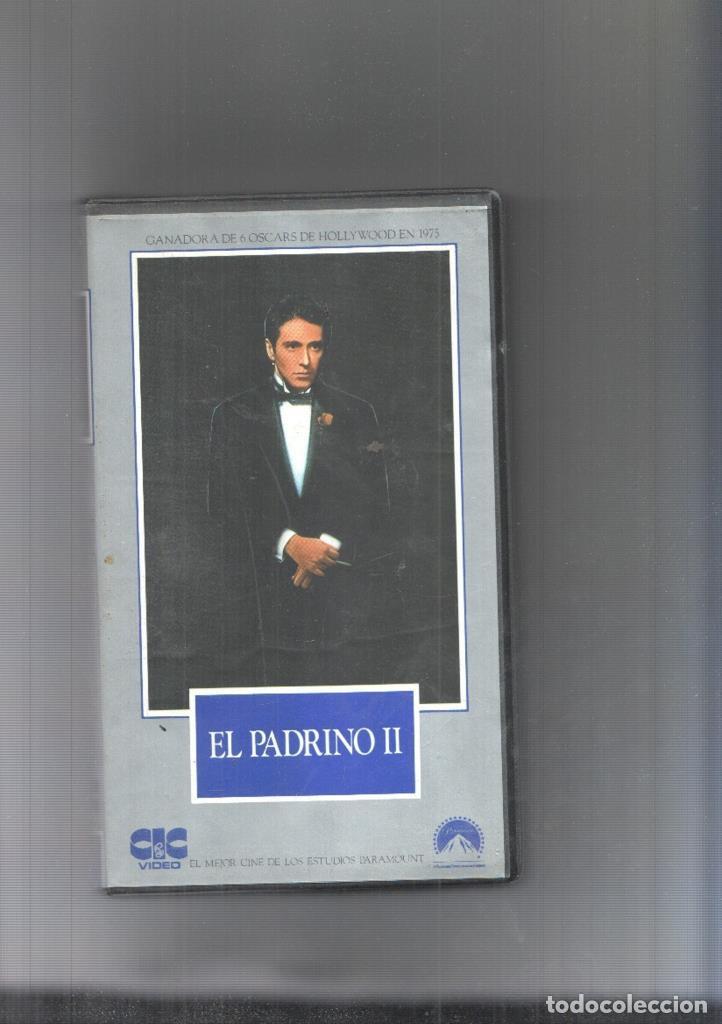 GANADORA DE 6 OSCARS DE HOLLYWOOD EN 1975
EL PADRINO II
CIC
VIDEO
EL MEJOR CINE DE LOS ESTUDIOS PARAMOUNT
Paramount
todocoleccion